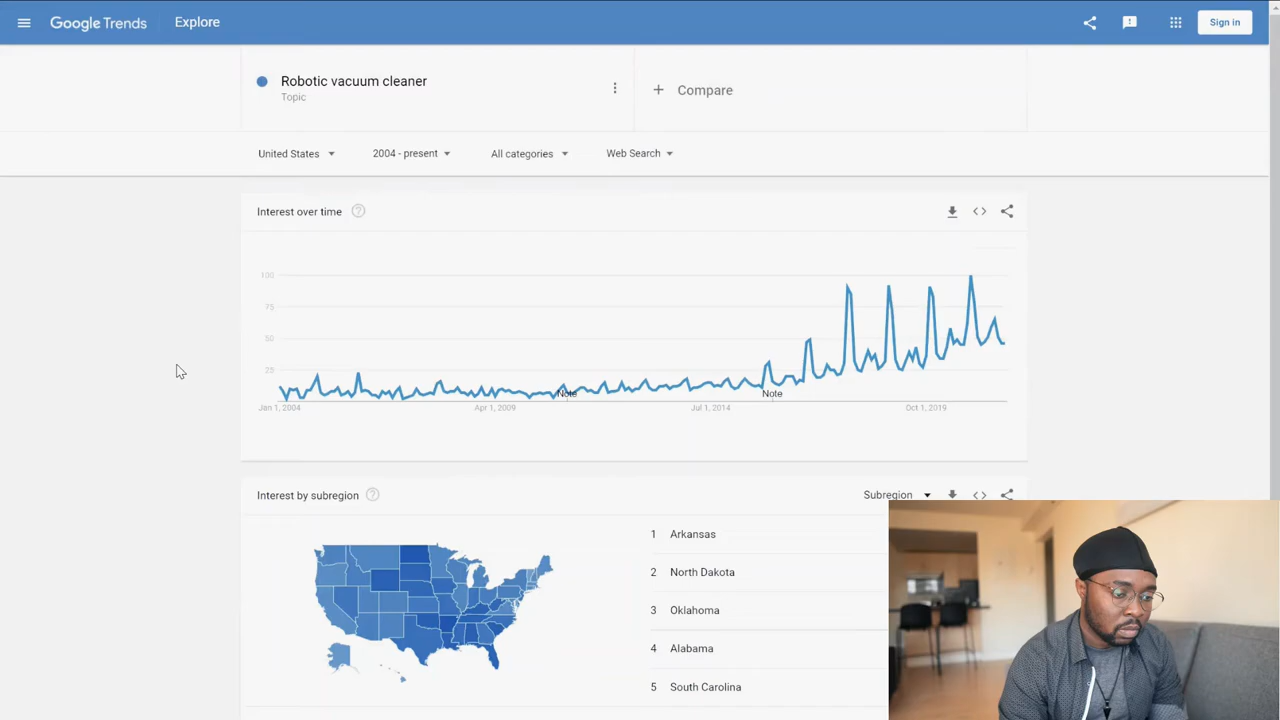 Google Trends Explore Sign in
Robotic vacuum cleaner
Topic
+ Compare
United States 2004 - present All categories Web Search
Interest over time ?
100
75
50
25
Note Note
Jan 1, 2004 Apr 1, 2009 Jul 1, 2014 Oct 1, 2019
Interest by subregion ? Subregion
1 Arkansas
2 North Dakota
3 Oklahoma
4 Alabama
5 South Carolina